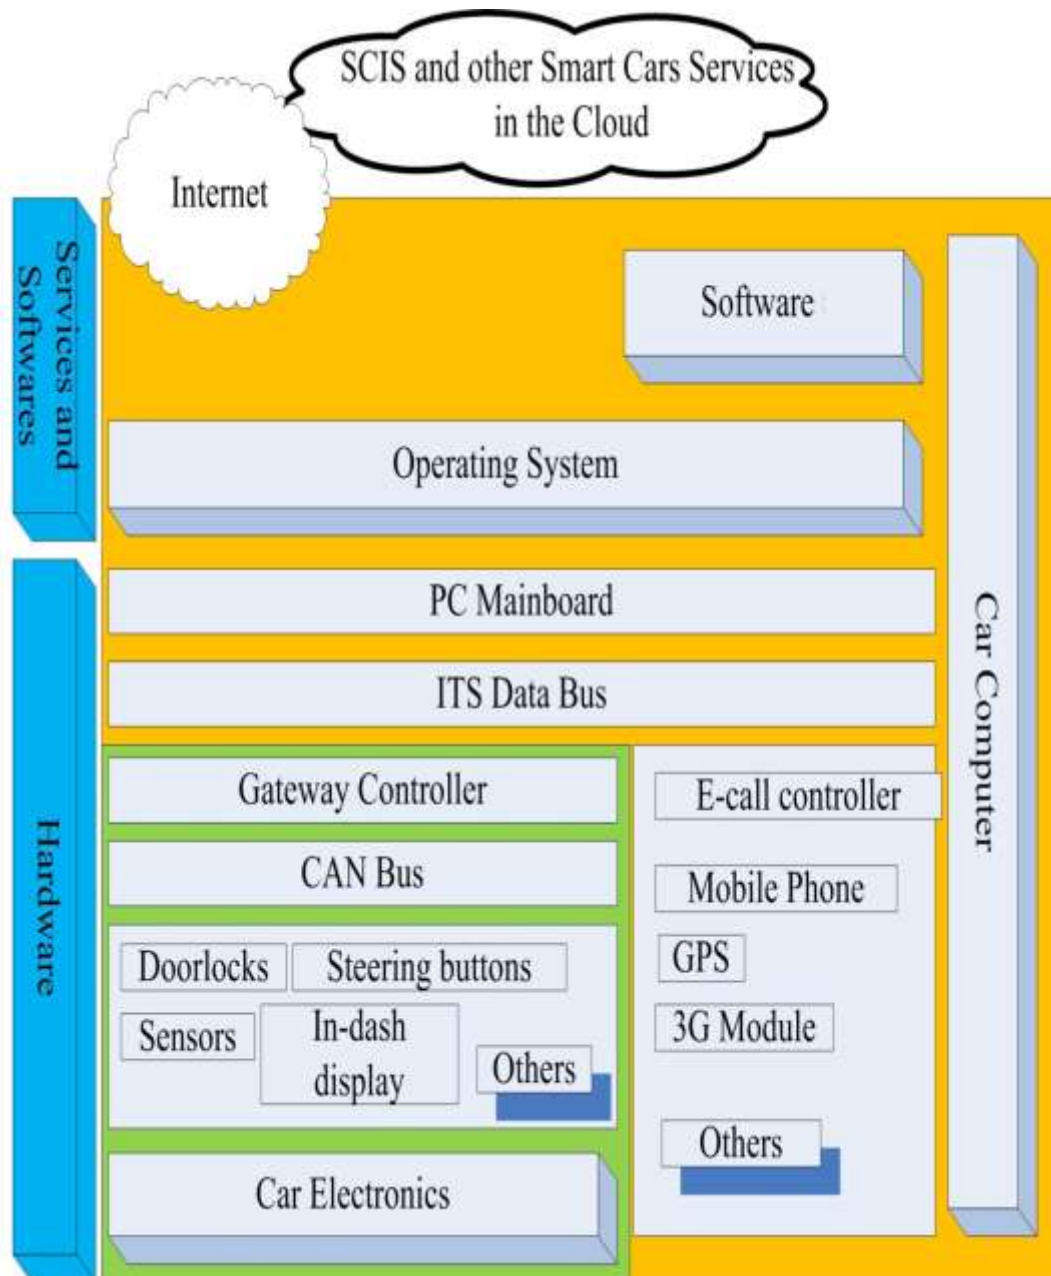 SCIS and other Smart Cars Services
in the Cloud
Internet
Services and
Softwares
Software
Operating System
PC Mainboard
ITS Data Bus
Car Computer
Hardware
Gateway Controller
CAN Bus
Doorlocks
Steering buttons
Sensors
In-dash
display
Others
Car Electronics
E-call controller
Mobile Phone
GPS
3G Module
Others